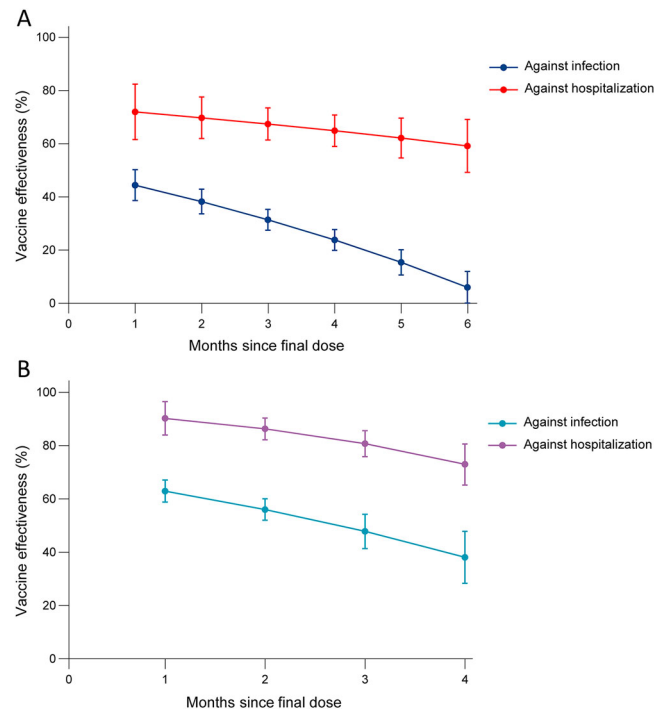 A
100
80
60
40
20
0
Vaccine effectiveness (%)
0 1 2 3 4 5 6
Months since final dose
Against infection
Against hospitalization
B
100
80
60
40
20
0
Vaccine effectiveness (%)
0 1 2 3 4
Months since final dose
Against infection
Against hospitalization